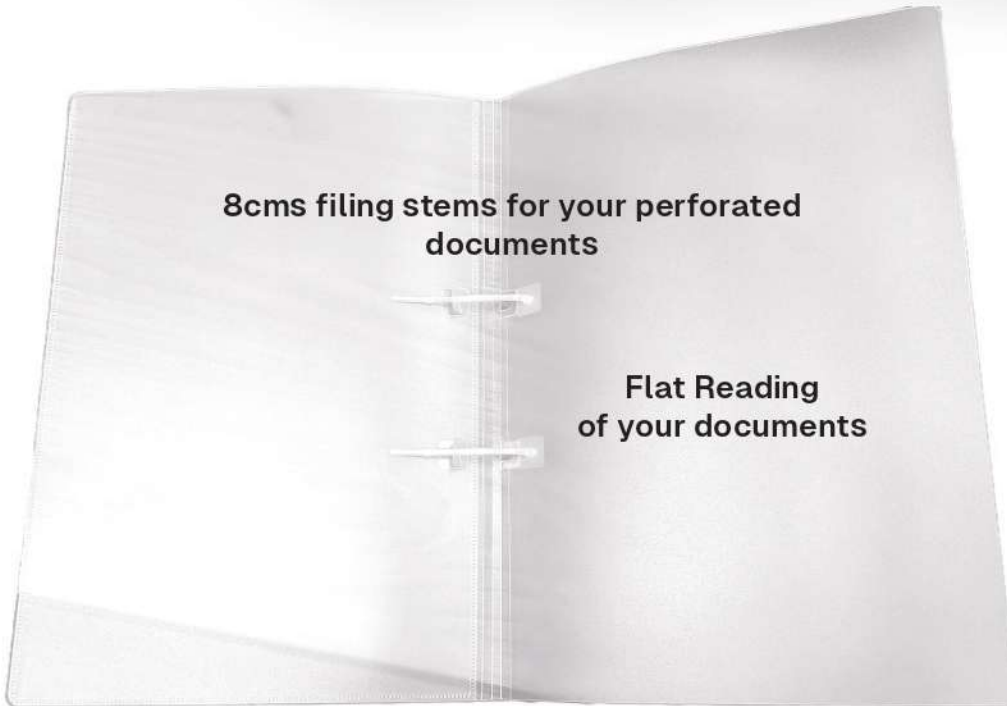 8cms filing stems for your perforated
documents
Flat Reading
of your documents